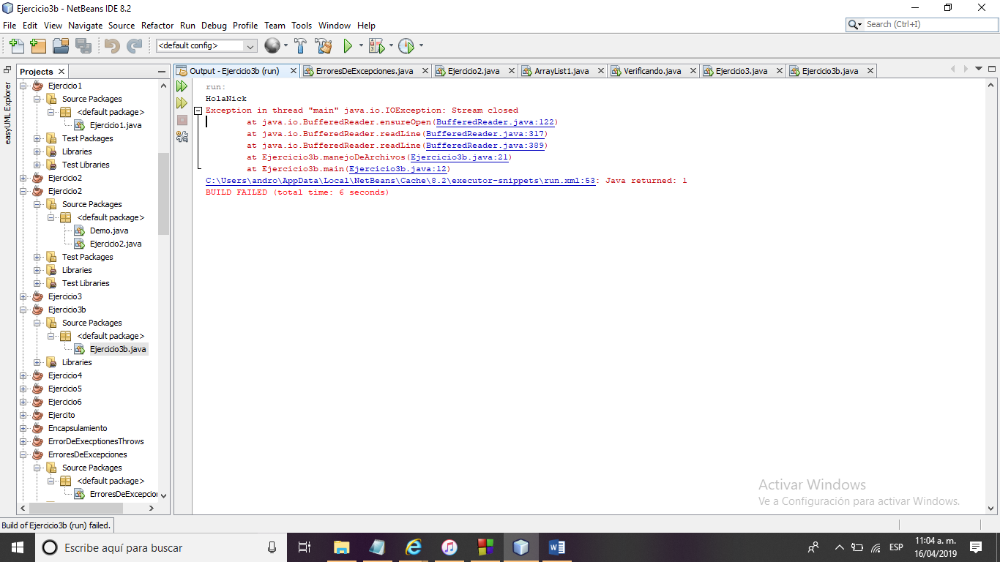 Ejercicio3b - NetBeans IDE 8.2
File Edit View Navigate Source Refactor Run Debug Profile Team Tools Window Help
Search (Ctrl+I)
<default config>
easyUML Explorer
Projects
Ejercicio1
Source Packages
<default package>
Ejercicio1.java
Test Packages
Libraries
Test Libraries
Ejercicio2
Ejercicio2
Source Packages
<default package>
Demo.java
Ejercicio2.java
Test Packages
Libraries
Test Libraries
Ejercicio3
Ejercicio3b
Source Packages
<default package>
Ejercicio3b.java
Libraries
Ejercicio4
Ejercicio5
Ejercicio6
Ejercito
Encapsulamiento
ErrorDeExecptionesThrows
ErroresDeExcepciones
Source Packages
<default package>
ErroresDeExcepcion
Output - Ejercicio3b (run) ErroresDeExcepciones.java Ejercicio2.java ArrayList1.java Verificando.java Ejercicio3.java Ejercicio3b.java
run:
HolaNick
Exception in thread "main" java.io.IOException: Stream closed
at java.io.BufferedReader.ensureOpen(BufferedReader.java:122)
at java.io.BufferedReader.readLine(BufferedReader.java:317)
at java.io.BufferedReader.readLine(BufferedReader.java:389)
at Ejercicio3b.manejoDeArchivos(Ejercicio3b.java:21)
at Ejercicio3b.main(Ejercicio3b.java:12)
C:\Users\andro\AppData\Local\NetBeans\Cache\8.2\executor-snippets\run.xml:53: Java returned: 1
BUILD FAILED (total time: 6 seconds)
Activar Windows
Ve a Configuración para activar Windows.
Build of Ejercicio3b (run) failed.
Escribe aquí para buscar
ESP
11:04 a. m.
16/04/2019